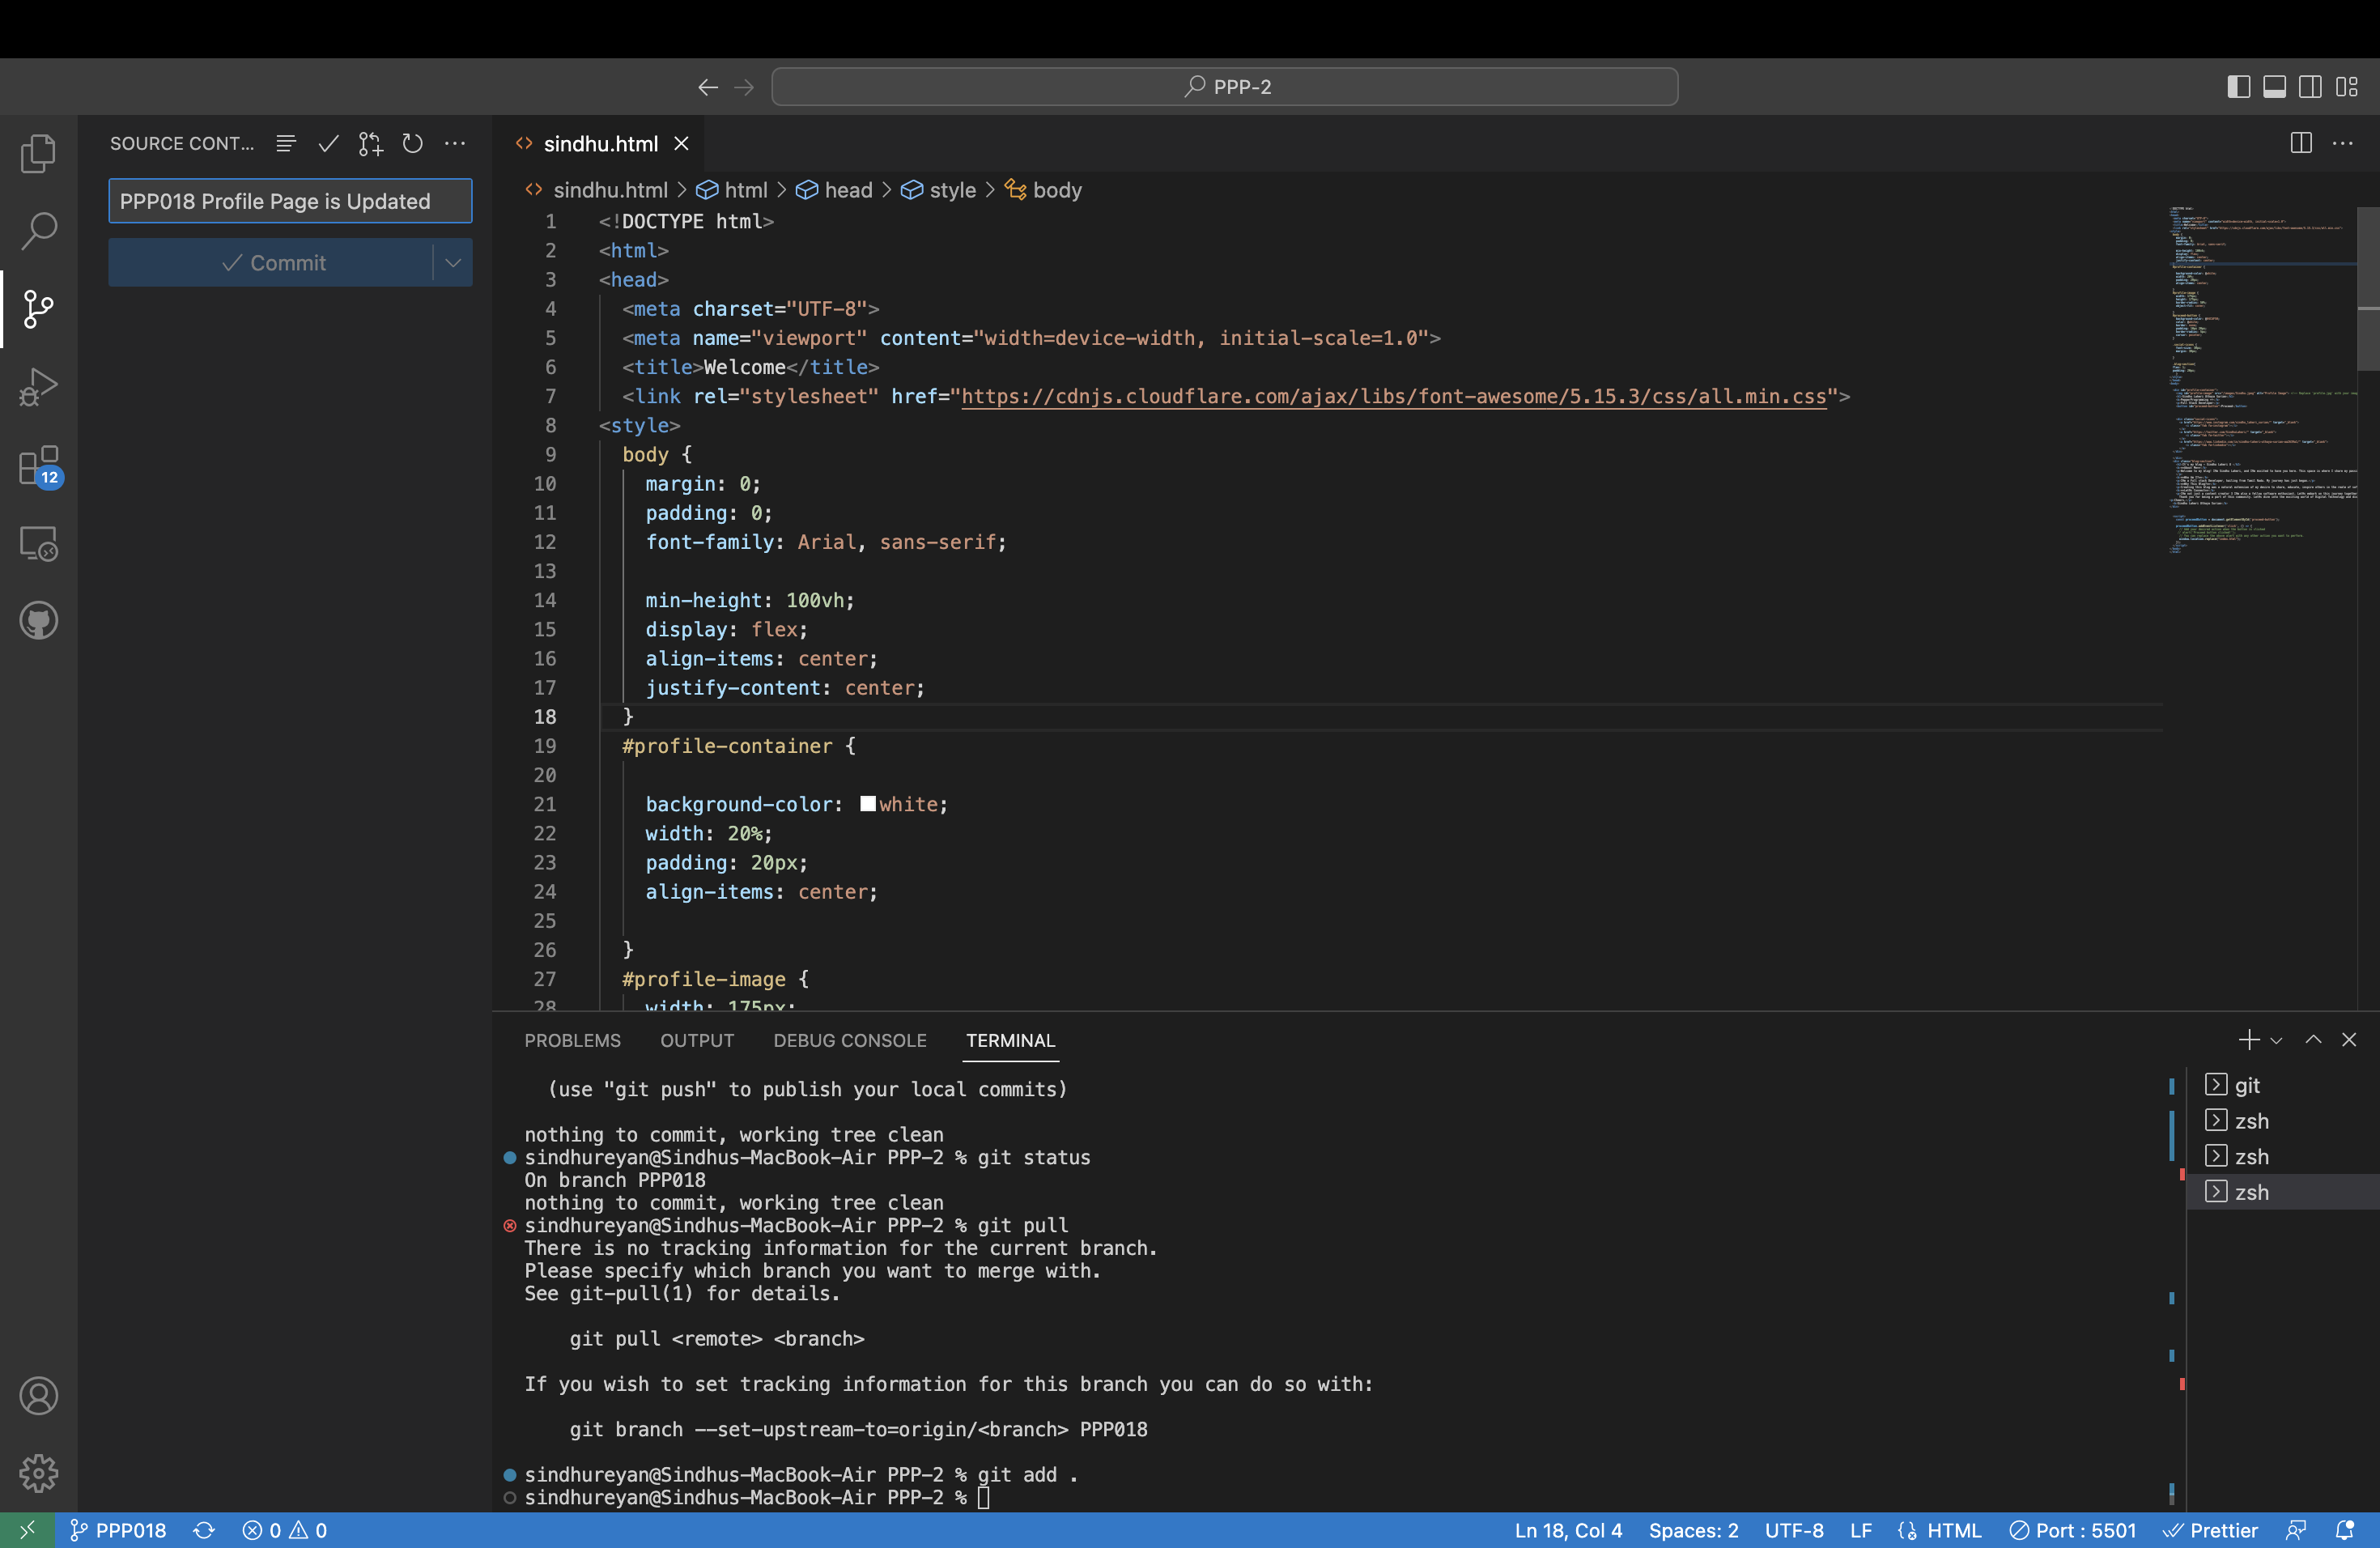 PPP-2
SOURCE CONT...
PPP018 Profile Page is Updated
Commit
12
sindhu.html
sindhu.html > html > head > style > body
1 <!DOCTYPE html>
2 <html>
3 <head>
4 <meta charset="UTF-8">
5 <meta name="viewport" content="width=device-width, initial-scale=1.0">
6 <title>Welcome</title>
7 <link rel="stylesheet" href="https://cdnjs.cloudflare.com/ajax/libs/font-awesome/5.15.3/css/all.min.css">
8 <style>
9 body {
10 margin: 0;
11 padding: 0;
12 font-family: Arial, sans-serif;
13
14 min-height: 100vh;
15 display: flex;
16 align-items: center;
17 justify-content: center;
18 }
19 #profile-container {
20
21 background-color: white;
22 width: 20%;
23 padding: 20px;
24 align-items: center;
25
26 }
27 #profile-image {
28 width: 175px;
PROBLEMS OUTPUT DEBUG CONSOLE TERMINAL
(use "git push" to publish your local commits)
nothing to commit, working tree clean
sindhureyan@Sindhus-MacBook-Air PPP-2 % git status
On branch PPP018
nothing to commit, working tree clean
sindhureyan@Sindhus-MacBook-Air PPP-2 % git pull
There is no tracking information for the current branch.
Please specify which branch you want to merge with.
See git-pull(1) for details.
git pull <remote> <branch>
If you wish to set tracking information for this branch you can do so with:
git branch --set-upstream-to=origin/<branch> PPP018
sindhureyan@Sindhus-MacBook-Air PPP-2 % git add .
sindhureyan@Sindhus-MacBook-Air PPP-2 %
git
zsh
zsh
zsh
PPP018 0 0 Ln 18, Col 4 Spaces: 2 UTF-8 LF HTML Port : 5501 Prettier